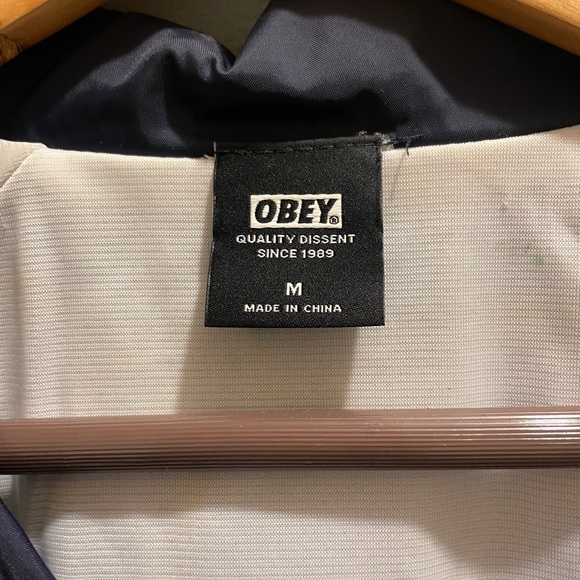 OBEY®
QUALITY DISSENT
SINCE 1989
M
MADE IN CHINA